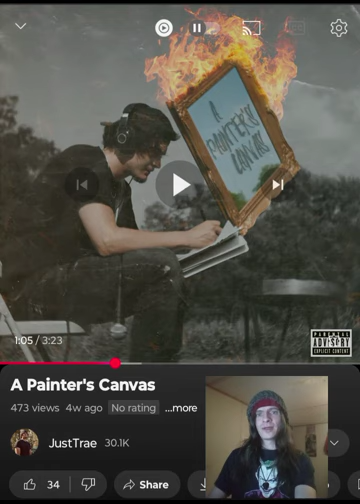 A
PAINTER'S
CANVAS
1:05 / 3:23
PARENTAL
ADVISORY
EXPLICIT CONTENT
A Painter's Canvas
473 views 4w ago No rating ...more
JustTrae 30.1K
34 Share